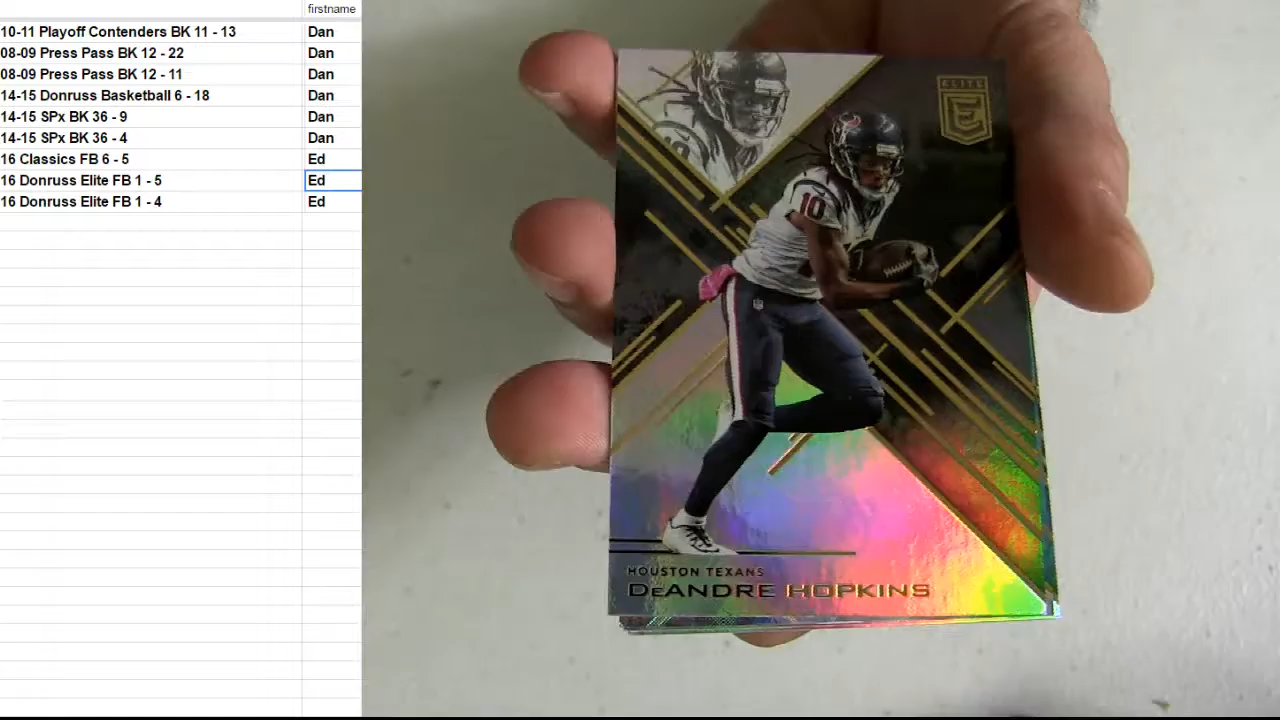 firstname
10-11 Playoff Contenders BK 11 - 13 Dan
08-09 Press Pass BK 12 - 22 Dan
08-09 Press Pass BK 12 - 11 Dan
14-15 Donruss Basketball 6 - 18 Dan
14-15 SPx BK 36 - 9 Dan
14-15 SPx BK 36 - 4 Dan
16 Classics FB 6 - 5 Ed
16 Donruss Elite FB 1 - 5 Ed
16 Donruss Elite FB 1 - 4 Ed
ELITE
E
10
HOUSTON TEXANS
DeANDRE HOPKINS